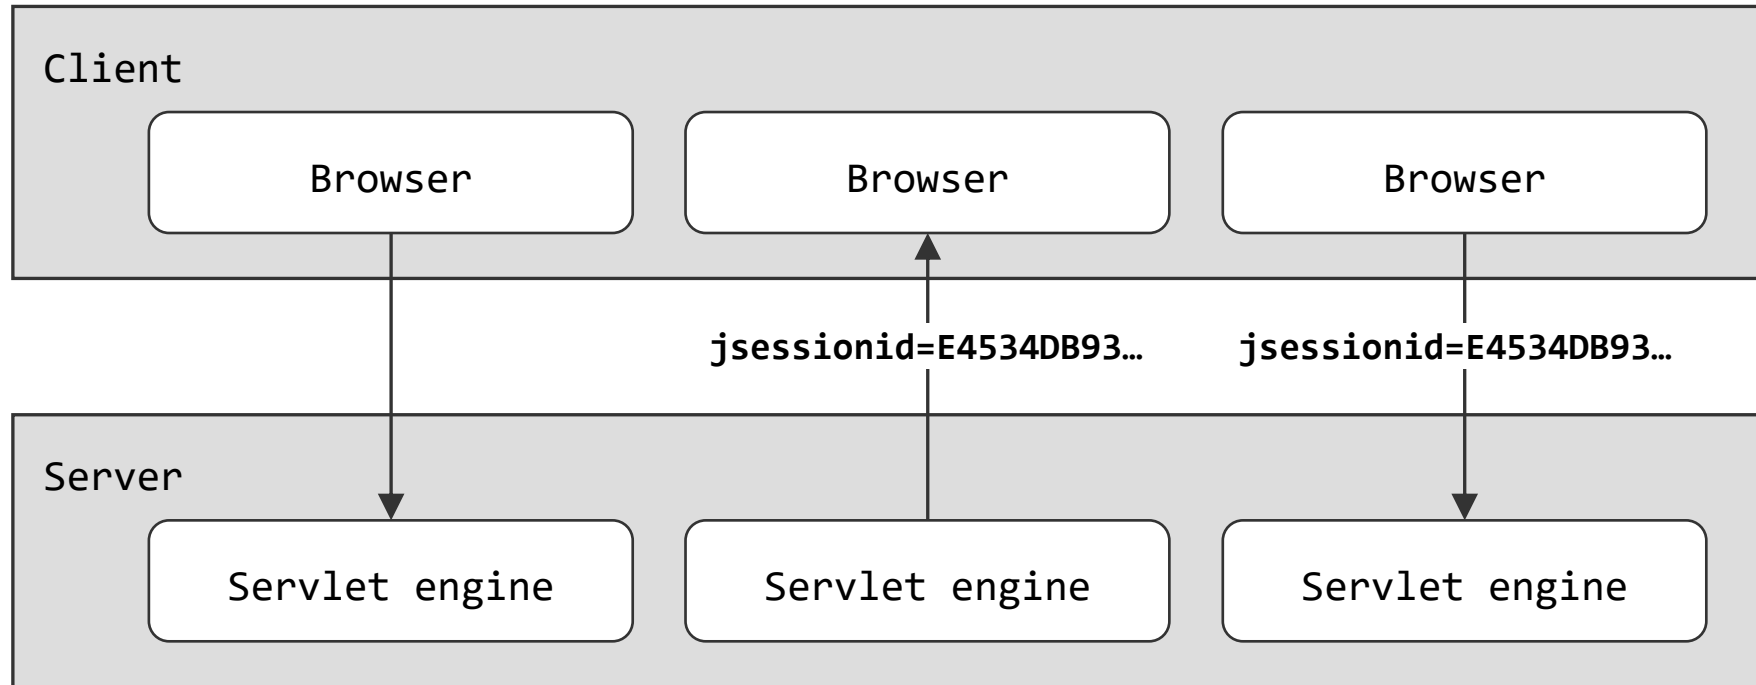 Client
Browser Browser Browser
jsessionid=E4534DB93… jsessionid=E4534DB93…
Server
Servlet engine Servlet engine Servlet engine